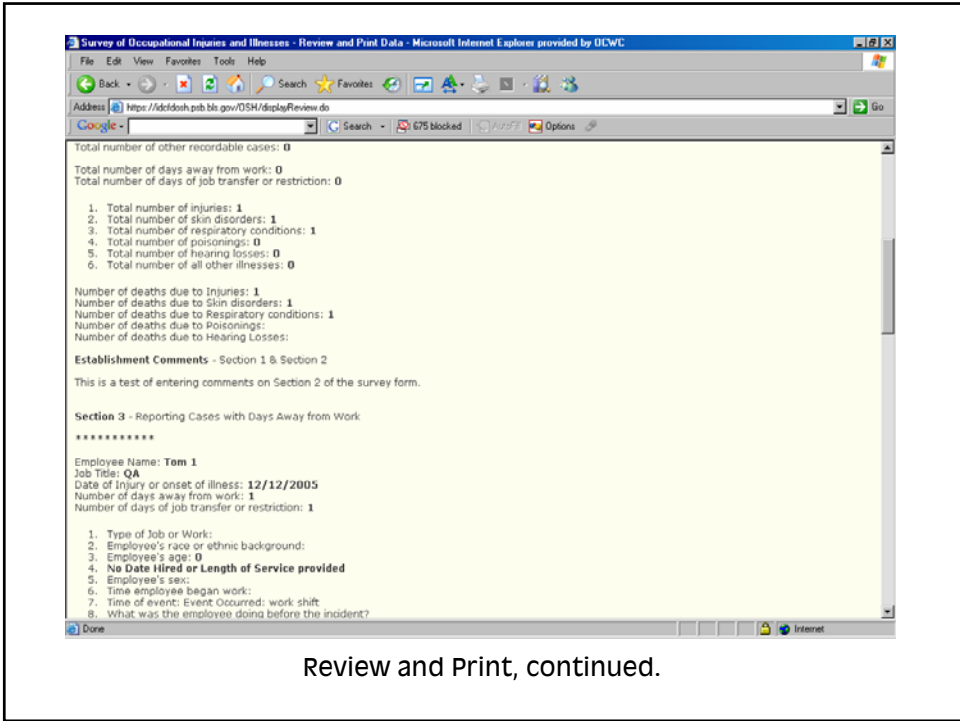 Survey of Occupational Injuries and Illnesses - Review and Print Data - Microsoft Internet Explorer provided by OCWC
File Edit View Favorites Tools Help
Back Search Favorites
Address https://idcfdosh.psb.bls.gov/OSH/displayReview.do Go
Google - Search 675 blocked AutoFill Options
Total number of other recordable cases: 0
Total number of days away from work: 0
Total number of days of job transfer or restriction: 0
1. Total number of injuries: 1
2. Total number of skin disorders: 1
3. Total number of respiratory conditions: 1
4. Total number of poisonings: 0
5. Total number of hearing losses: 0
6. Total number of all other illnesses: 0
Number of deaths due to Injuries: 1
Number of deaths due to Skin disorders: 1
Number of deaths due to Respiratory conditions: 1
Number of deaths due to Poisonings:
Number of deaths due to Hearing Losses:
Establishment Comments - Section 1 & Section 2
This is a test of entering comments on Section 2 of the survey form.
Section 3 - Reporting Cases with Days Away from Work
***********
Employee Name: Tom 1
Job Title: QA
Date of Injury or onset of illness: 12/12/2005
Number of days away from work: 1
Number of days of job transfer or restriction: 1
1. Type of Job or Work:
2. Employee's race or ethnic background:
3. Employee's age: 0
4. No Date Hired or Length of Service provided
5. Employee's sex:
6. Time employee began work:
7. Time of event: Event Occurred: work shift
8. What was the employee doing before the incident?
Done Internet
Review and Print, continued.